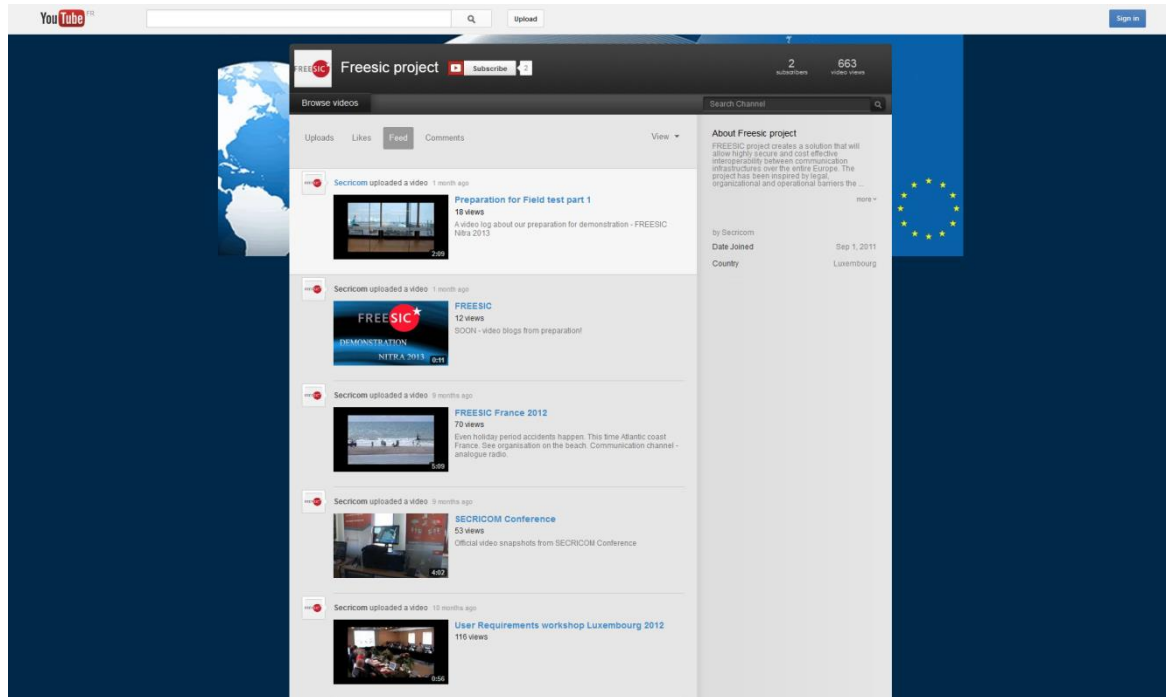 You Tube FR
Upload
Sign in
FREESIC
Freesic project
Subscribe 2
2 subscribers
663 video views
Browse videos
Search Channel
Uploads Likes Feed Comments View
Secricom uploaded a video 1 month ago
Preparation for Field test part 1
18 views
A video log about our preparation for demonstration - FREESIC
Nitra 2013
2:09
Secricom uploaded a video 1 month ago
FREESIC
12 views
SOON - video blogs from preparation!
FREESIC
DEMONSTRATION
NITRA 2013
0:11
Secricom uploaded a video 9 months ago
FREESIC France 2012
70 views
Even holiday period accidents happen. This time Atlantic coast
France. See organisation on the beach. Communication channel -
analogue radio.
5:09
Secricom uploaded a video 9 months ago
SECRICOM Conference
53 views
Official video snapshots from SECRICOM Conference
4:02
Secricom uploaded a video 10 months ago
User Requirements workshop Luxembourg 2012
116 views
0:56
About Freesic project
FREESIC project creates a solution that will
allow highly secure and cost effective
interoperability between communication
infrastructures over the entire Europe. The
project has been inspired by legal,
organizational and operational barriers the ...
more
by Secricom
Date Joined Sep 1, 2011
Country Luxembourg